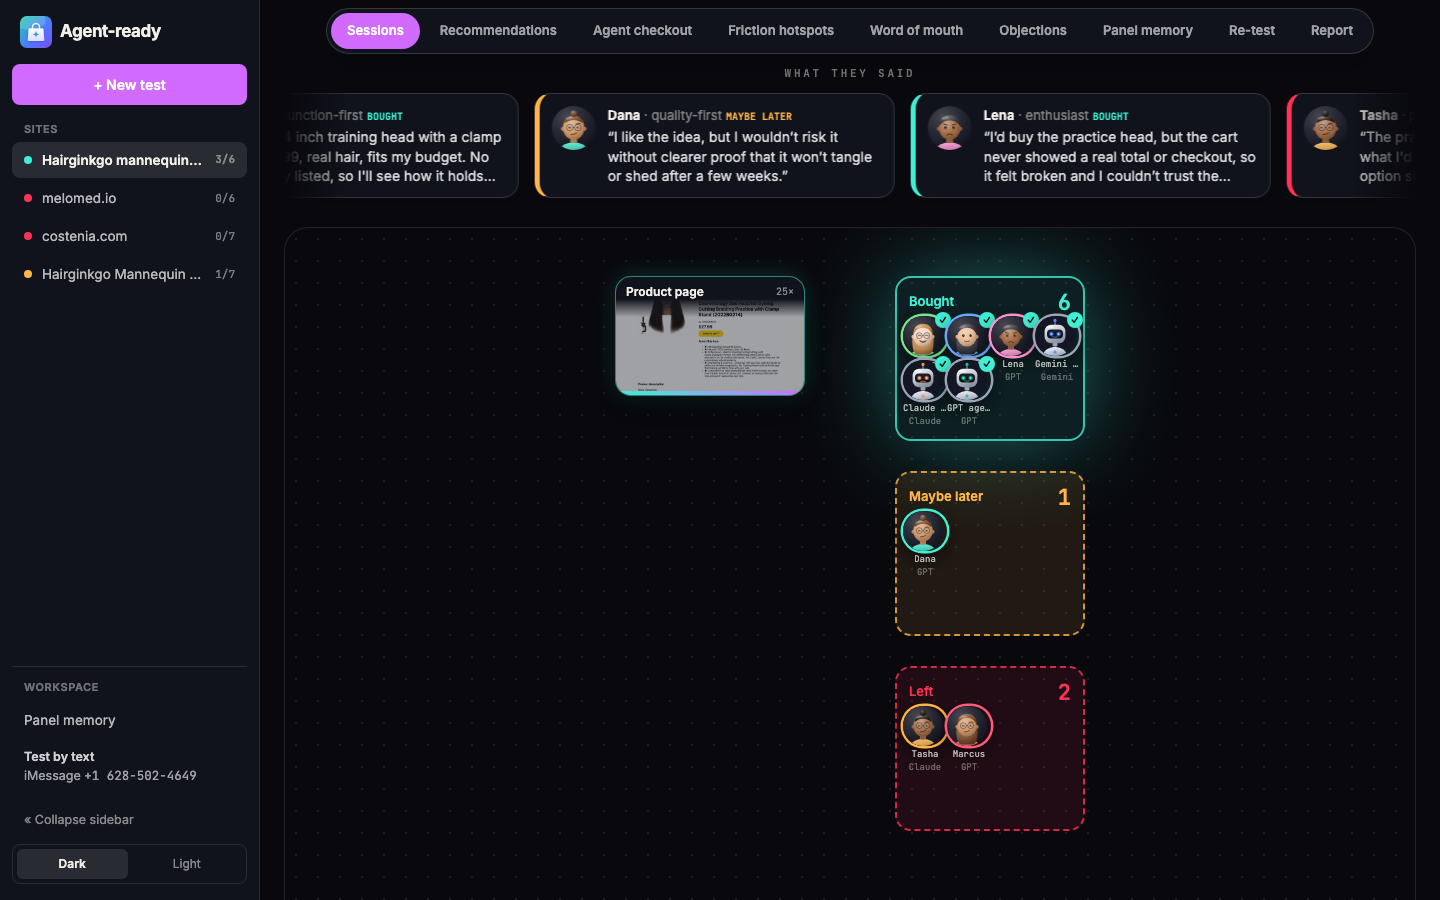 Agent-ready
+ New test
SITES
Hairginkgo mannequin... 3/6
melomed.io 0/6
costenia.com 0/7
Hairginkgo Mannequin ... 1/7
WORKSPACE
Panel memory
Test by text
iMessage +1 628-502-4649
« Collapse sidebar
Dark Light
Sessions Recommendations Agent checkout Friction hotspots Word of mouth Objections Panel memory Re-test Report
WHAT THEY SAID
unction-first BOUGHT
inch training head with a clamp
99, real hair, fits my budget. No
listed, so I'll see how it holds...
Dana · quality-first MAYBE LATER
“I like the idea, but I wouldn’t risk it
without clearer proof that it won’t tangle
or shed after a few weeks.”
Lena · enthusiast BOUGHT
“I’d buy the practice head, but the cart
never showed a real total or checkout, so
it felt broken and I couldn’t trust the...
Tasha ·
“The pra
what I’d
option s
Product page 25×
Bought 6
Lena
GPT
Gemini …
Gemini
Claude …
Claude
GPT age…
GPT
Maybe later 1
Dana
GPT
Left 2
Tasha
Claude
Marcus
GPT